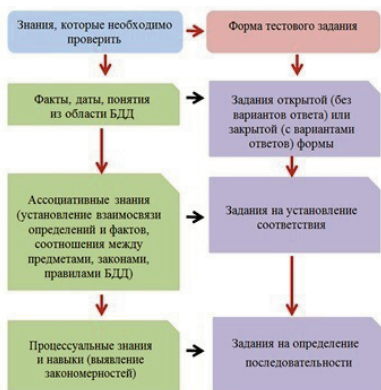 Знания, которые необходимо
проверить
Форма тестового задания
Факты, даты, понятия
из области БДД
Задания открытой (без
вариантов ответа) или
закрытой (с вариантами
ответов) формы
Ассоциативные знания
(установление взаимосвязи
определений и фактов,
соотношения между
предметами, законами,
правилами БДД)
Задания на установление
соответствия
Процессуальные знания
и навыки (выявление
закономерностей)
Задания на определение
последовательности